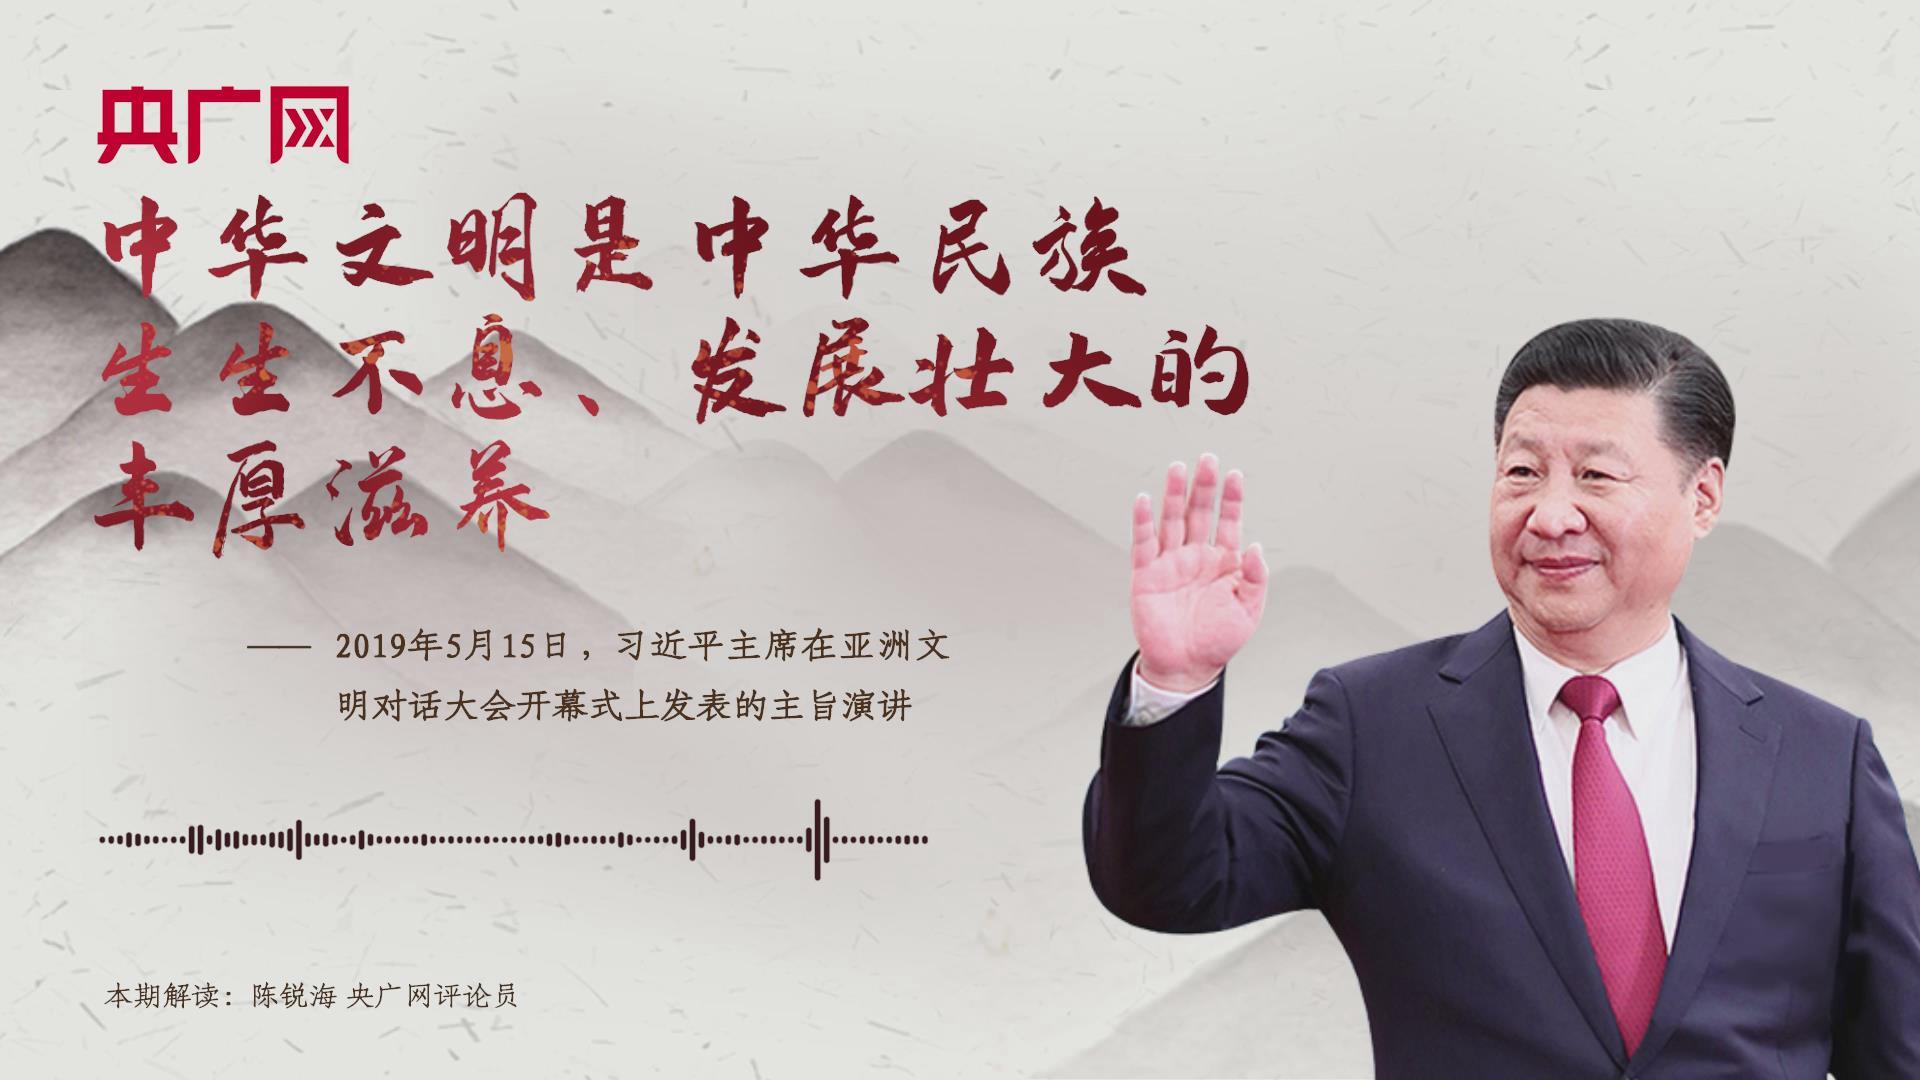 央广网
中华文明是中华民族
生生不息、发展壮大的
丰厚滋养
—— 2019年5月15日，习近平主席在亚洲文
明对话大会开幕式上发表的主旨演讲
本期解读：陈锐海 央广网评论员